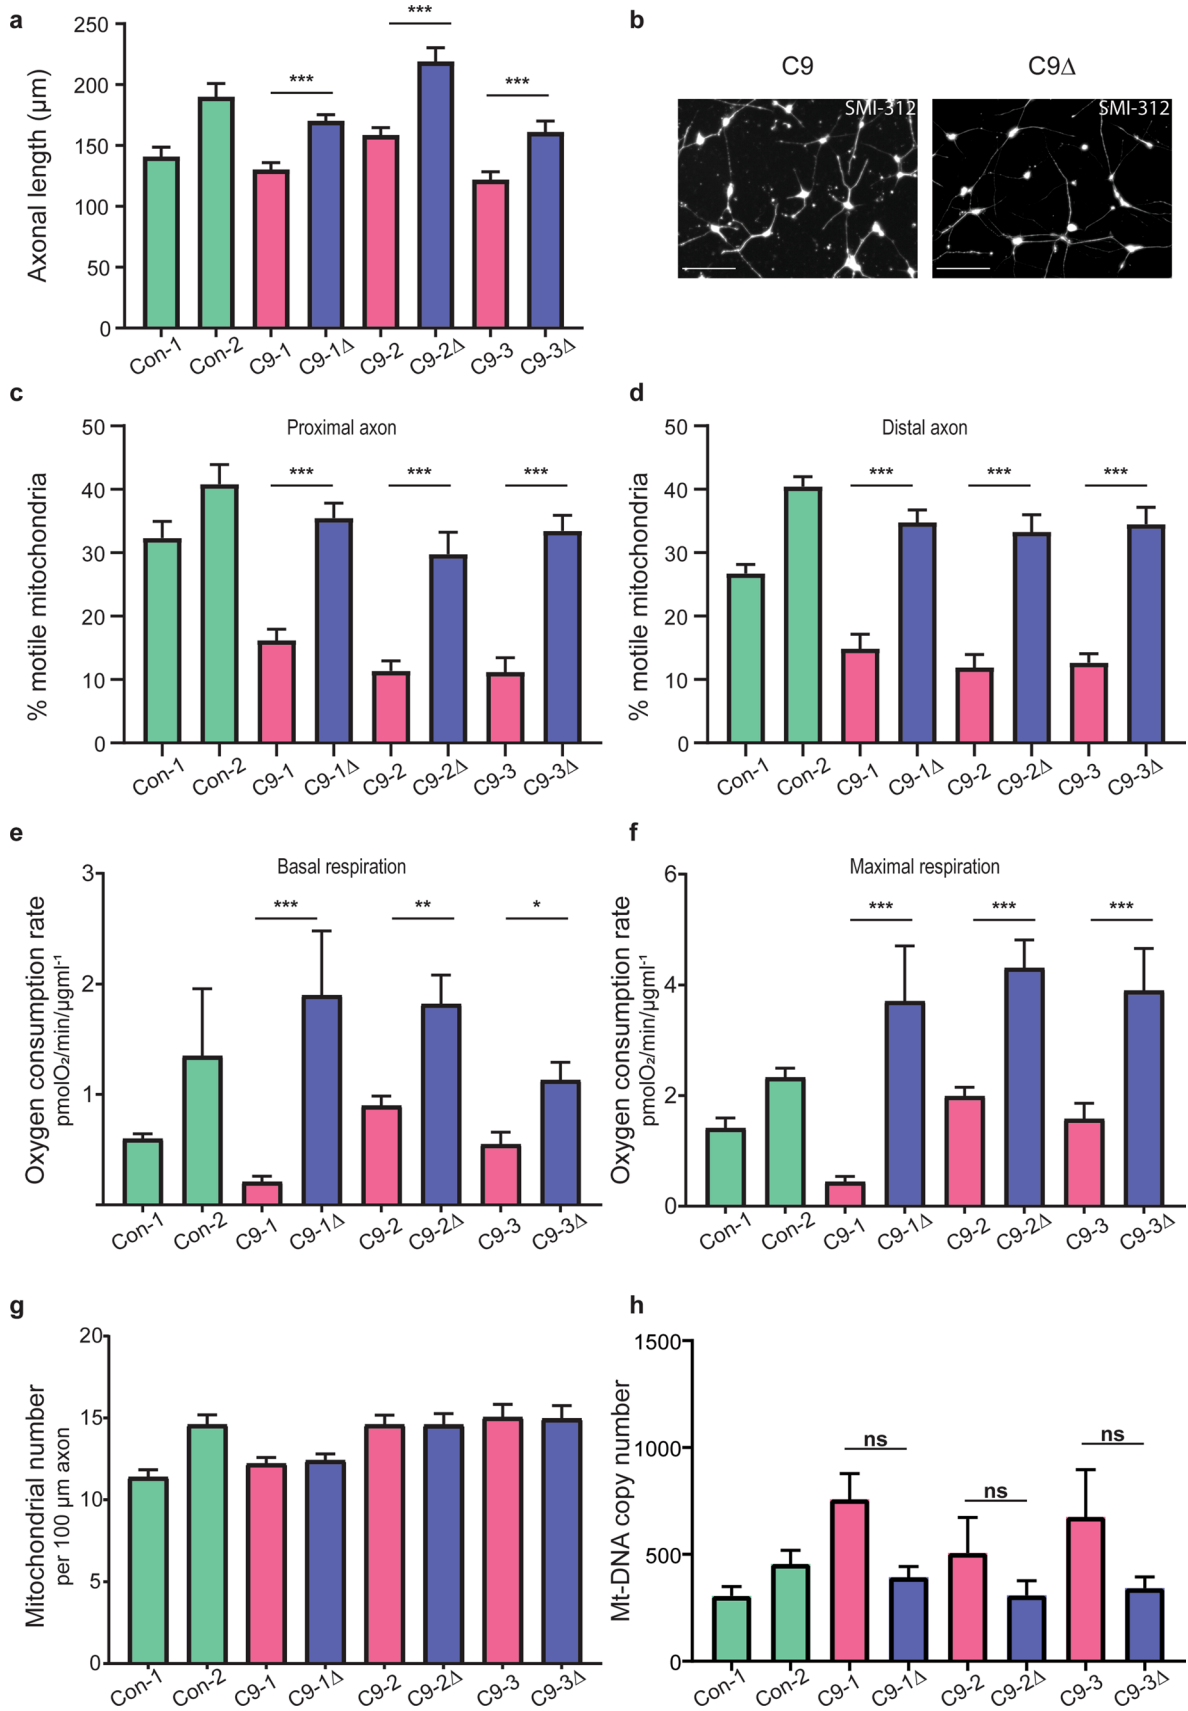 a
Axonal length (µm)
250
200
150
100
50
0
***
***
***
Con-1
Con-2
C9-1
C9-1Δ
C9-2
C9-2Δ
C9-3
C9-3Δ
b
C9
C9Δ
SMI-312
SMI-312
c
Proximal axon
% motile mitochondria
50
40
30
20
10
0
***
***
***
Con-1
Con-2
C9-1
C9-1Δ
C9-2
C9-2Δ
C9-3
C9-3Δ
d
Distal axon
% motile mitochondria
50
40
30
20
10
0
***
***
***
Con-1
Con-2
C9-1
C9-1Δ
C9-2
C9-2Δ
C9-3
C9-3Δ
e
Basal respiration
Oxygen consumption rate
pmolO₂/min/µgml⁻¹
3
2
1
***
**
*
Con-1
Con-2
C9-1
C9-1Δ
C9-2
C9-2Δ
C9-3
C9-3Δ
f
Maximal respiration
Oxygen consumption rate
pmolO₂/min/µgml⁻¹
6
4
2
0
***
***
***
Con-1
Con-2
C9-1
C9-1Δ
C9-2
C9-2Δ
C9-3
C9-3Δ
g
Mitochondrial number
per 100 µm axon
20
15
10
5
0
Con-1
Con-2
C9-1
C9-1Δ
C9-2
C9-2Δ
C9-3
C9-3Δ
h
Mt-DNA copy number
1500
1000
500
0
ns
ns
ns
Con-1
Con-2
C9-1
C9-1Δ
C9-2
C9-2Δ
C9-3
C9-3Δ